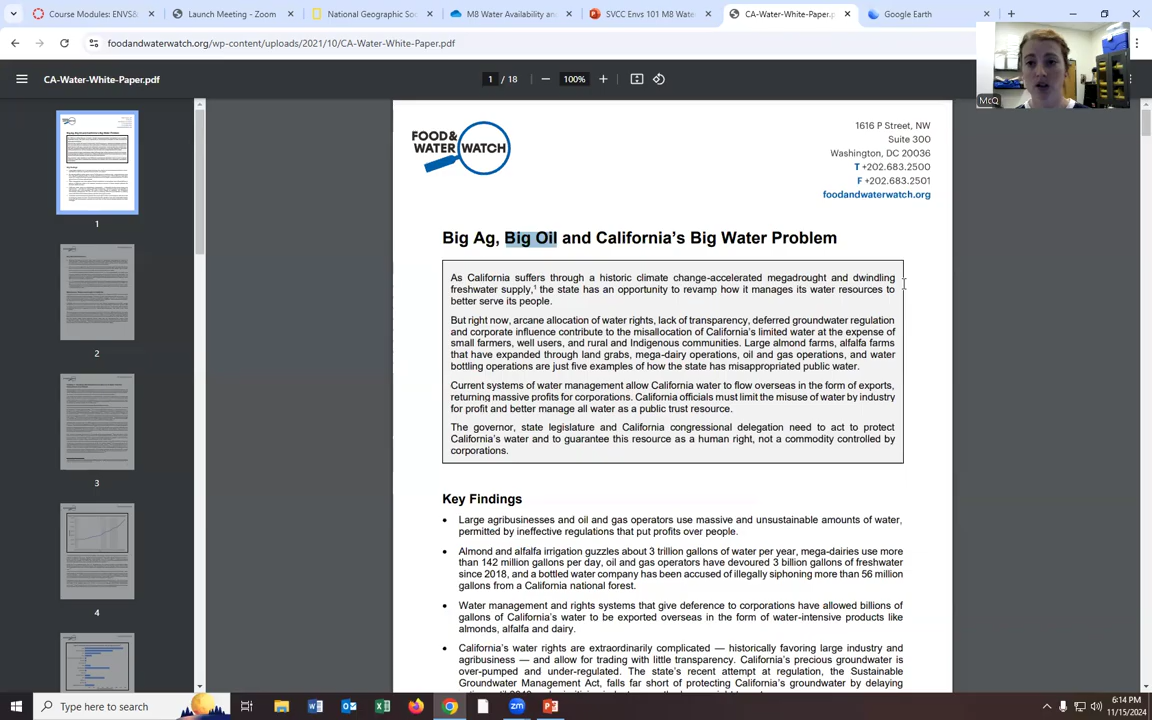 Course Modules: ENVS&
Launch Meeting - Zoom
National Geographic So
M8 Water Availability and
SVCC Envs 101 M8 Water
CA-Water-White-Paper.p
Google Earth
foodandwaterwatch.org/wp-content/uploads/2021/10/CA-Water-White-Paper.pdf
CA-Water-White-Paper.pdf
1 / 18
100%
McQ
FOOD&
WATER WATCH
1616 P Street, NW
Suite 300
Washington, DC 20036
T +202.683.2500
F +202.683.2501
foodandwaterwatch.org
Big Ag, Big Oil and California's Big Water Problem
As California suffers through a historic climate change-accelerated megadrought and dwindling
freshwater supply,¹ the state has an opportunity to revamp how it manages its water resources to
better serve its people.
But right now, arcane allocation of water rights, lack of transparency, deferred groundwater regulation
and corporate influence contribute to the misallocation of California's limited water at the expense of
small farmers, well users, and rural and Indigenous communities. Large almond farms, alfalfa farms
that have expanded through land grabs, mega-dairy operations, oil and gas operations, and water
bottling operations are just five examples of how the state has misappropriated public water.
Current systems of water management allow California water to flow overseas in the form of exports,
returning massive profits for corporations. California officials must limit the misuse of water by industry
for profit and better manage all water as a public trust resource.
The governor, state legislature and California congressional delegation need to act to protect
California's water and to guarantee this resource as a human right, not a commodity controlled by
corporations.
Key Findings
• Large agribusinesses and oil and gas operators use massive and unsustainable amounts of water,
permitted by ineffective regulations that put profits over people.
• Almond and alfalfa irrigation guzzles about 3 trillion gallons of water per year, mega-dairies use more
than 142 million gallons per day, oil and gas operators have devoured 3 billion gallons of freshwater
since 2018, and a bottled water company has been accused of illegally siphoning more than 56 million
gallons from a California national forest.
• Water management and rights systems that give deference to corporations have allowed billions of
gallons of California's water to be exported overseas in the form of water-intensive products like
almonds, alfalfa and dairy.
• California's water rights are extraordinarily complicated — historically favoring large industry and
agribusiness — and allow for trading with little transparency. California's precious groundwater is
over-pumped and under-regulated. The state's recent attempt at regulation, the Sustainable
Groundwater Management Act, falls far short of protecting California's groundwater by delaying
1
2
3
4
Type here to search
6:14 PM
11/15/2024